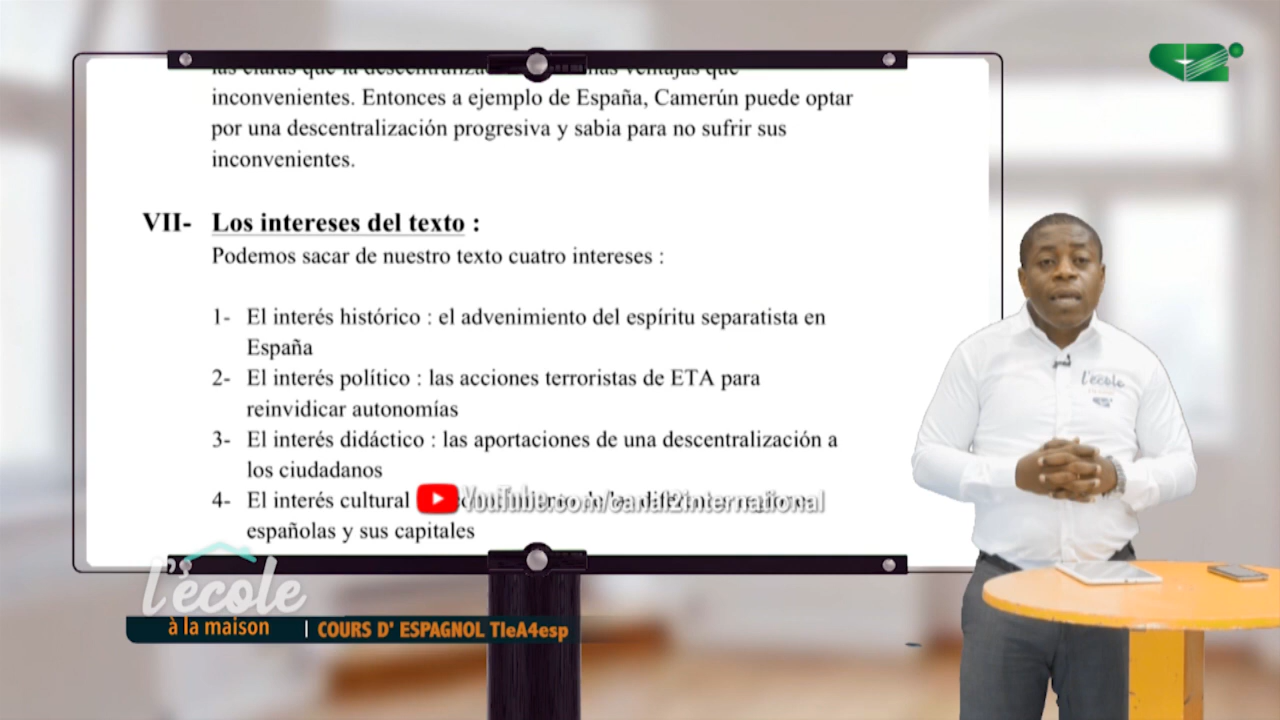 inconvenientes. Entonces a ejemplo de España, Camerún puede optar
por una descentralización progresiva y sabia para no sufrir sus
inconvenientes.
VII- Los intereses del texto :
Podemos sacar de nuestro texto cuatro intereses :
1- El interés histórico : el advenimiento del espíritu separatista en
España
2- El interés político : las acciones terroristas de ETA para
reinvidicar autonomías
3- El interés didáctico : las aportaciones de una descentralización a
los ciudadanos
4- El interés cultural
YouTube.com/canal2international
españolas y sus capitales
l'école
l'école
à la maison | COURS D' ESPAGNOL TleA4esp